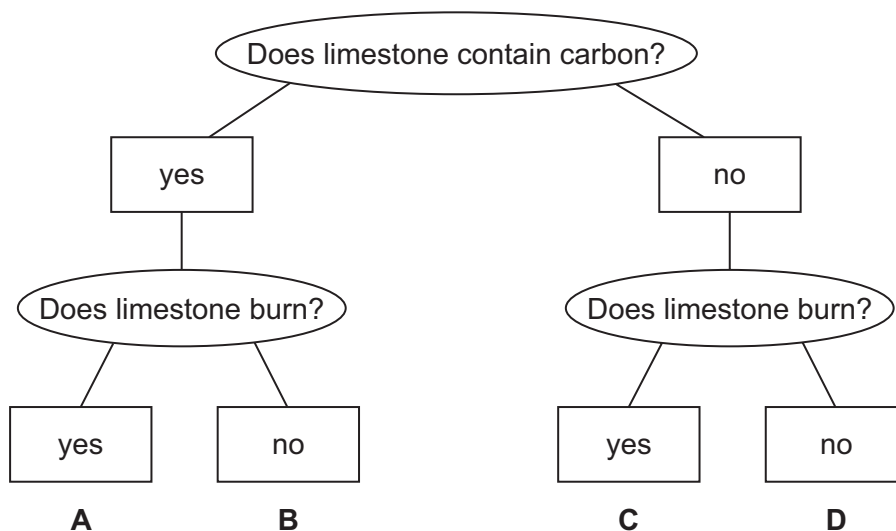 Does limestone contain carbon?
yes
no
Does limestone burn?
Does limestone burn?
yes
no
yes
no
A
B
C
D